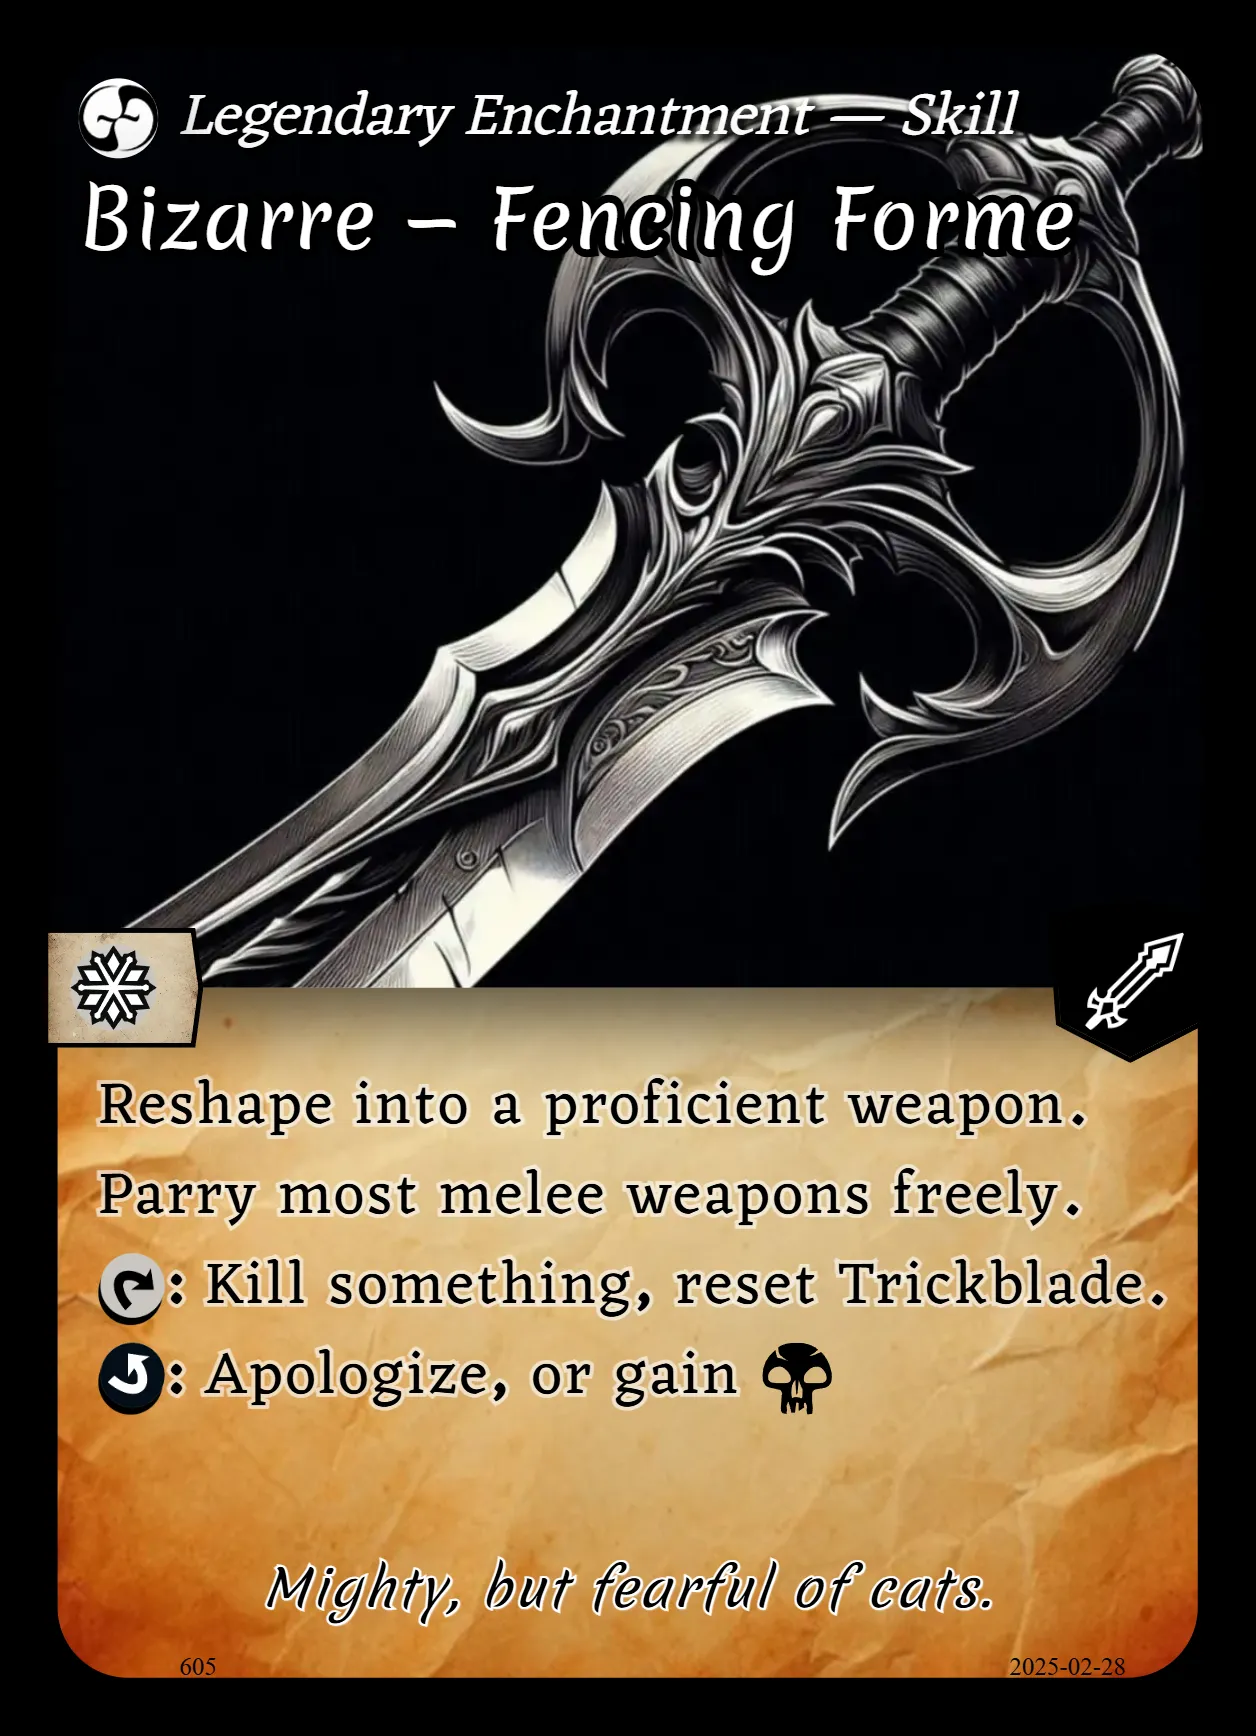 Legendary Enchantment — Skill
Bizarre – Fencing Forme
Reshape into a proficient weapon.
Parry most melee weapons freely.
: Kill something, reset Trickblade.
: Apologize, or gain
Mighty, but fearful of cats.
605
2025-02-28